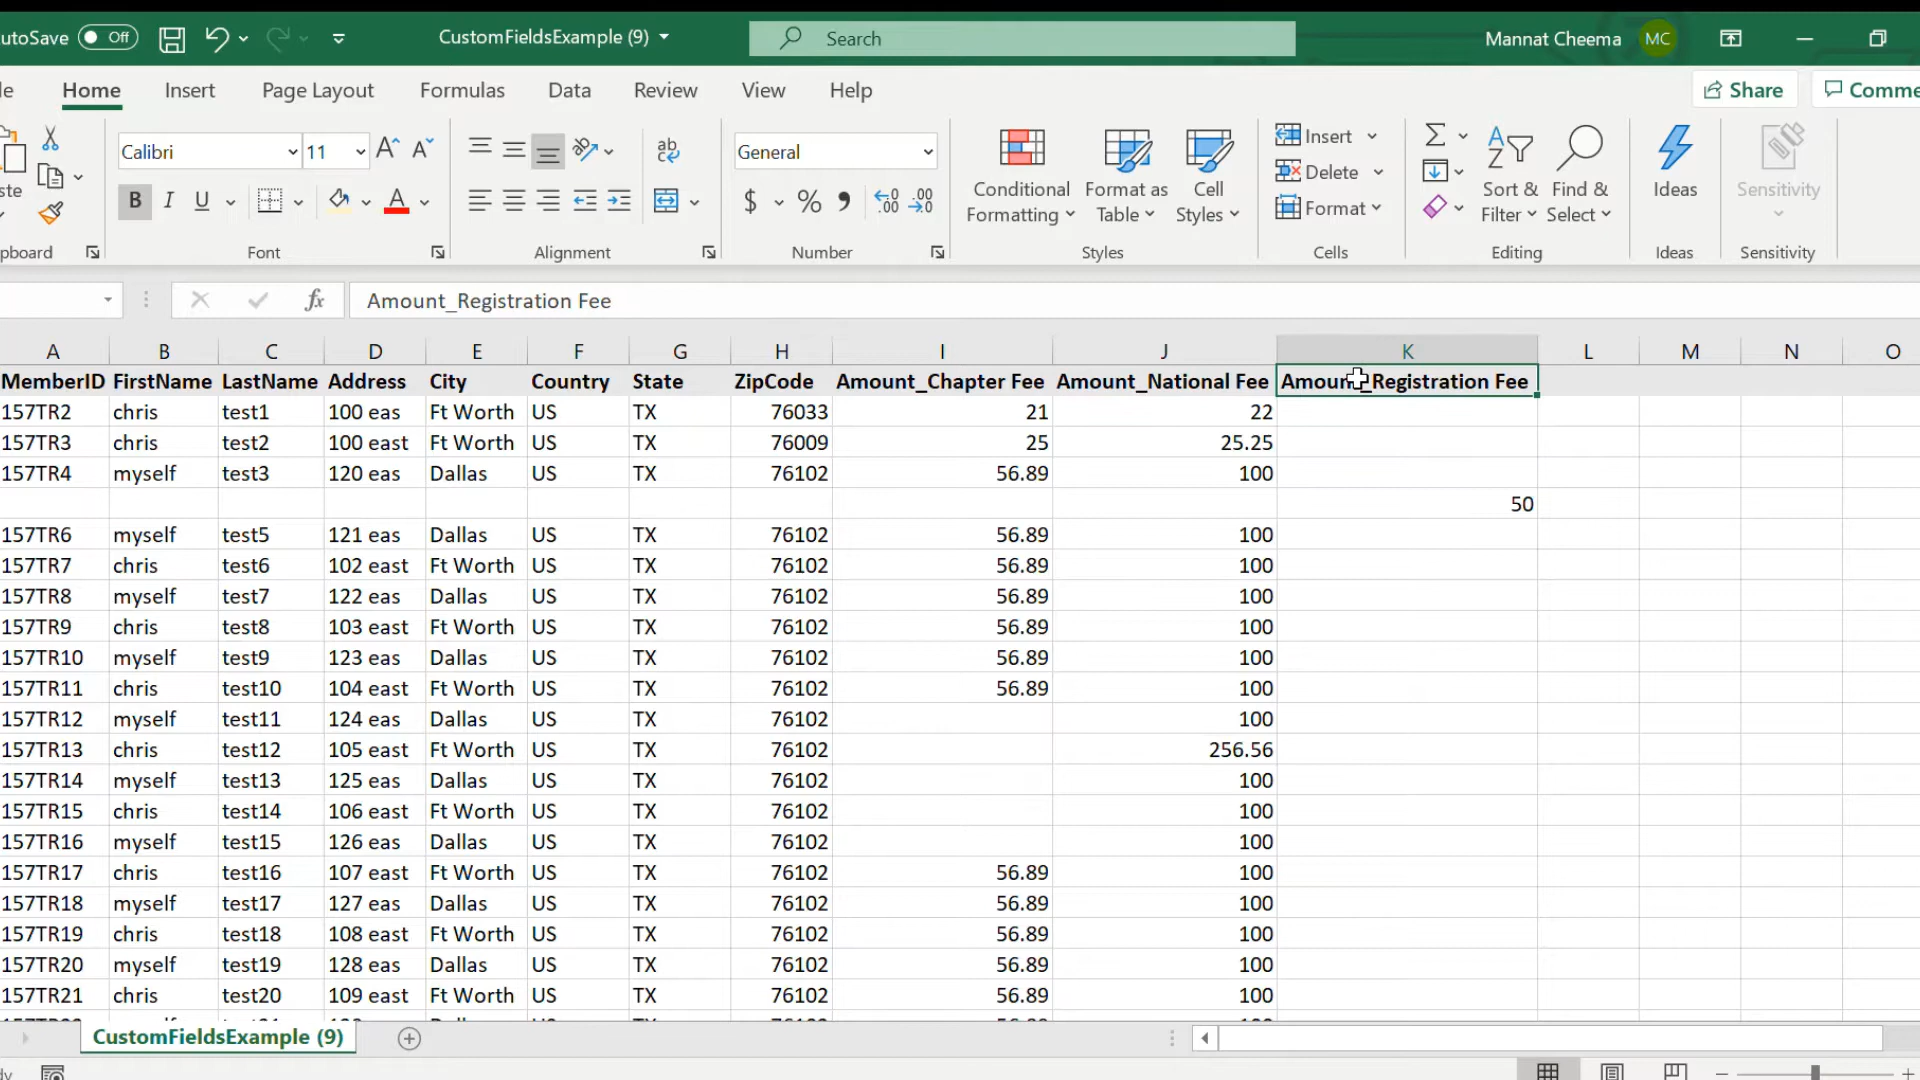 utoSave Off CustomFieldsExample (9) Search Mannat Cheema MC
le Home Insert Page Layout Formulas Data Review View Help Share Comme
Calibri 11 ab General Insert Σ
ste Conditional Formatting Format as Table Cell Styles Delete Sort & Filter Find & Select Ideas Sensitivity
B I U A $ % , .00 Format
pboard Font Alignment Number Styles Cells Editing Ideas Sensitivity
fx Amount_Registration Fee
A B C D E F G H I J K L M N O
MemberID FirstName LastName Address City Country State ZipCode Amount_Chapter Fee Amount_National Fee Amount_Registration Fee
157TR2 chris test1 100 eas Ft Worth US TX 76033 21 22
157TR3 chris test2 100 east Ft Worth US TX 76009 25 25.25
157TR4 myself test3 120 eas Dallas US TX 76102 56.89 100
50
157TR6 myself test5 121 eas Dallas US TX 76102 56.89 100
157TR7 chris test6 102 east Ft Worth US TX 76102 56.89 100
157TR8 myself test7 122 eas Dallas US TX 76102 56.89 100
157TR9 chris test8 103 east Ft Worth US TX 76102 56.89 100
157TR10 myself test9 123 eas Dallas US TX 76102 56.89 100
157TR11 chris test10 104 east Ft Worth US TX 76102 56.89 100
157TR12 myself test11 124 eas Dallas US TX 76102 100
157TR13 chris test12 105 east Ft Worth US TX 76102 256.56
157TR14 myself test13 125 eas Dallas US TX 76102 100
157TR15 chris test14 106 east Ft Worth US TX 76102 100
157TR16 myself test15 126 eas Dallas US TX 76102 100
157TR17 chris test16 107 east Ft Worth US TX 76102 56.89 100
157TR18 myself test17 127 eas Dallas US TX 76102 56.89 100
157TR19 chris test18 108 east Ft Worth US TX 76102 56.89 100
157TR20 myself test19 128 eas Dallas US TX 76102 56.89 100
157TR21 chris test20 109 east Ft Worth US TX 76102 56.89 100
CustomFieldsExample (9)